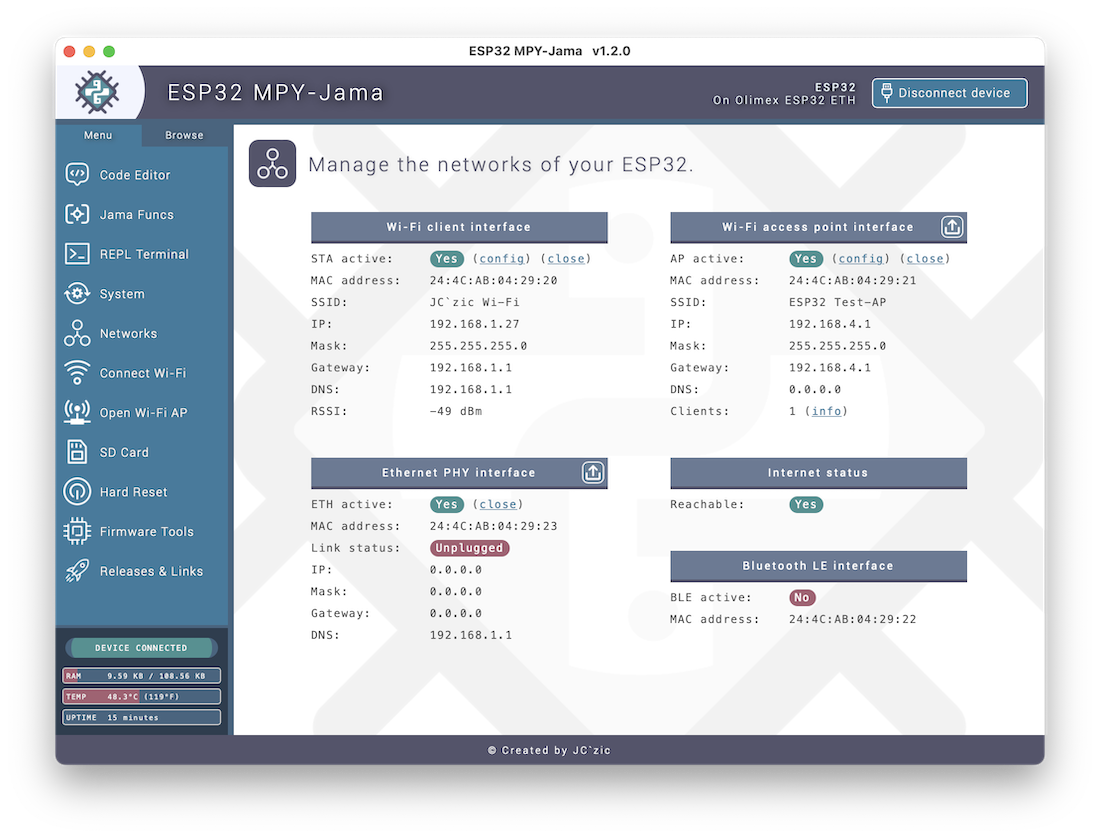 ESP32 MPY-Jama v1.2.0
ESP32 MPY-Jama
ESP32
On Olimex ESP32 ETH
Disconnect device
Menu
Browse
Code Editor
Jama Funcs
REPL Terminal
System
Networks
Connect Wi-Fi
Open Wi-Fi AP
SD Card
Hard Reset
Firmware Tools
Releases & Links
DEVICE CONNECTED
RAM 9.59 KB / 108.56 KB
TEMP 48.3°C (119°F)
UPTIME 15 minutes
Manage the networks of your ESP32.
Wi-Fi client interface
STA active: Yes (config) (close)
MAC address: 24:4C:AB:04:29:20
SSID: JC`zic Wi-Fi
IP: 192.168.1.27
Mask: 255.255.255.0
Gateway: 192.168.1.1
DNS: 192.168.1.1
RSSI: -49 dBm
Wi-Fi access point interface
AP active: Yes (config) (close)
MAC address: 24:4C:AB:04:29:21
SSID: ESP32 Test-AP
IP: 192.168.4.1
Mask: 255.255.255.0
Gateway: 192.168.4.1
DNS: 0.0.0.0
Clients: 1 (info)
Ethernet PHY interface
ETH active: Yes (close)
MAC address: 24:4C:AB:04:29:23
Link status: Unplugged
IP: 0.0.0.0
Mask: 0.0.0.0
Gateway: 0.0.0.0
DNS: 192.168.1.1
Internet status
Reachable: Yes
Bluetooth LE interface
BLE active: No
MAC address: 24:4C:AB:04:29:22
© Created by JC`zic